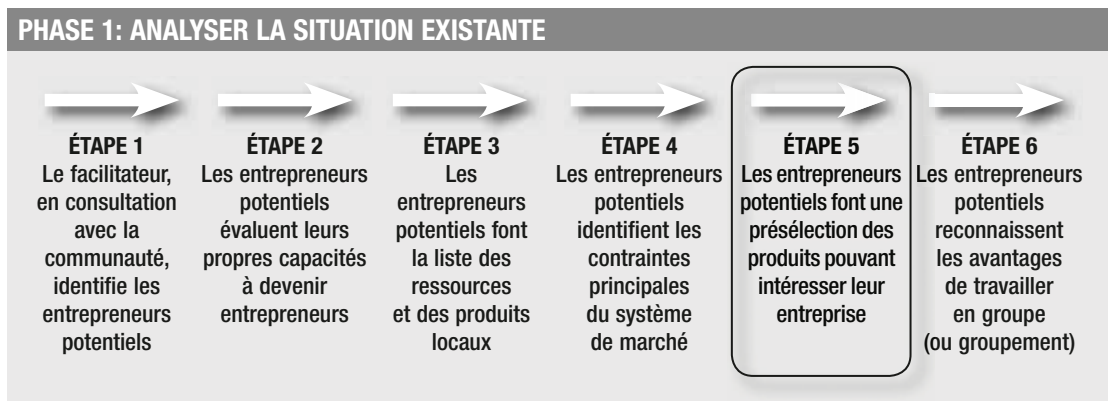 PHASE 1: ANALYSER LA SITUATION EXISTANTE
ÉTAPE 1
Le facilitateur,
en consultation
avec la
communauté,
identifie les
entrepreneurs
potentiels
ÉTAPE 2
Les entrepreneurs
potentiels
évaluent leurs
propres capacités
à devenir
entrepreneurs
ÉTAPE 3
Les
entrepreneurs
potentiels font
la liste des
ressources
et des produits
locaux
ÉTAPE 4
Les entrepreneurs
potentiels
identifient les
contraintes
principales
du système
de marché
ÉTAPE 5
Les entrepreneurs
potentiels font une
présélection des
produits pouvant
intéresser leur
entreprise
ÉTAPE 6
Les entrepreneurs
potentiels
reconnaissent
les avantages
de travailler
en groupe
(ou groupement)